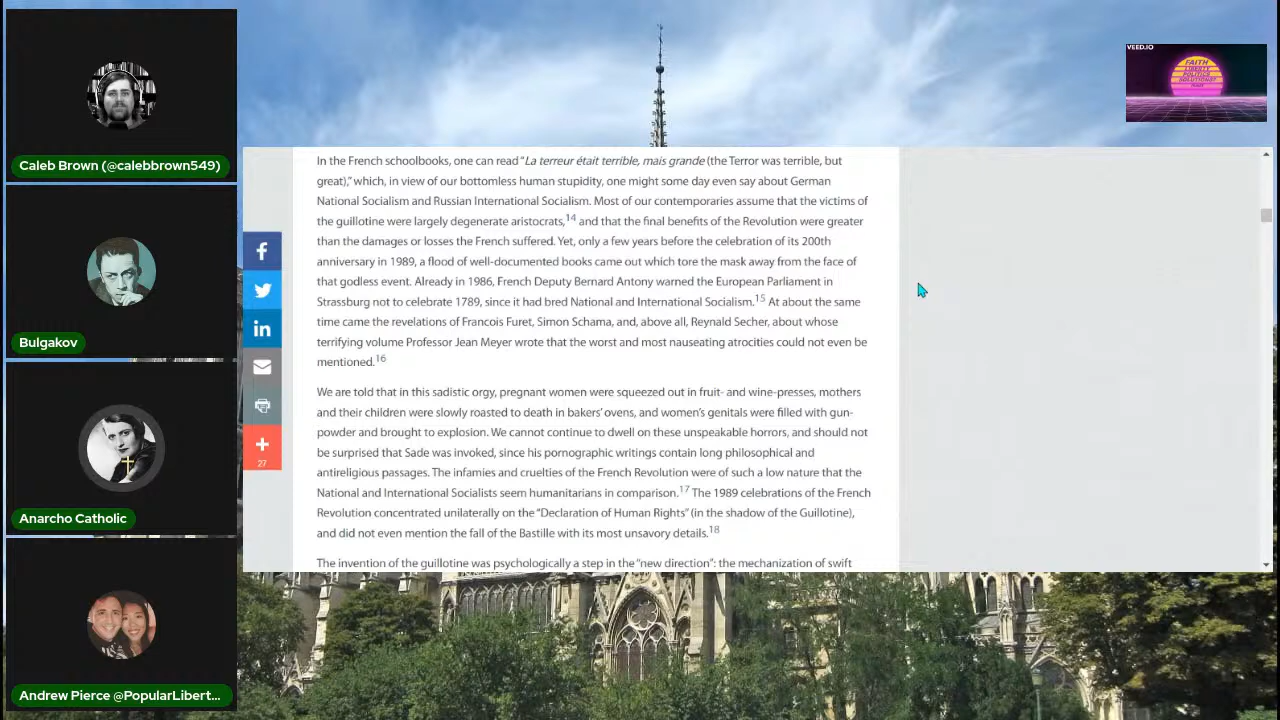 Caleb Brown (@calebbrown549)
Bulgakov
Anarcho Catholic
Andrew Pierce @PopularLibert...
27
In the French schoolbooks, one can read "La terreur était terrible, mais grande (the Terror was terrible, but
great)," which, in view of our bottomless human stupidity, one might some day even say about German
National Socialism and Russian International Socialism. Most of our contemporaries assume that the victims of
the guillotine were largely degenerate aristocrats,14 and that the final benefits of the Revolution were greater
than the damages or losses the French suffered. Yet, only a few years before the celebration of its 200th
anniversary in 1989, a flood of well-documented books came out which tore the mask away from the face of
that godless event. Already in 1986, French Deputy Bernard Antony warned the European Parliament in
Strassburg not to celebrate 1789, since it had bred National and International Socialism.15 At about the same
time came the revelations of Francois Furet, Simon Schama, and, above all, Reynald Secher, about whose
terrifying volume Professor Jean Meyer wrote that the worst and most nauseating atrocities could not even be
mentioned.16
We are told that in this sadistic orgy, pregnant women were squeezed out in fruit- and wine-presses, mothers
and their children were slowly roasted to death in bakers' ovens, and women's genitals were filled with gun-
powder and brought to explosion. We cannot continue to dwell on these unspeakable horrors, and should not
be surprised that Sade was invoked, since his pornographic writings contain long philosophical and
antireligious passages. The infamies and cruelties of the French Revolution were of such a low nature that the
National and International Socialists seem humanitarians in comparison.17 The 1989 celebrations of the French
Revolution concentrated unilaterally on the "Declaration of Human Rights" (in the shadow of the Guillotine),
and did not even mention the fall of the Bastille with its most unsavory details.18
The invention of the guillotine was psychologically a step in the "new direction": the mechanization of swift
VEED.IO
FAITH
LIBERTY
POLITICS